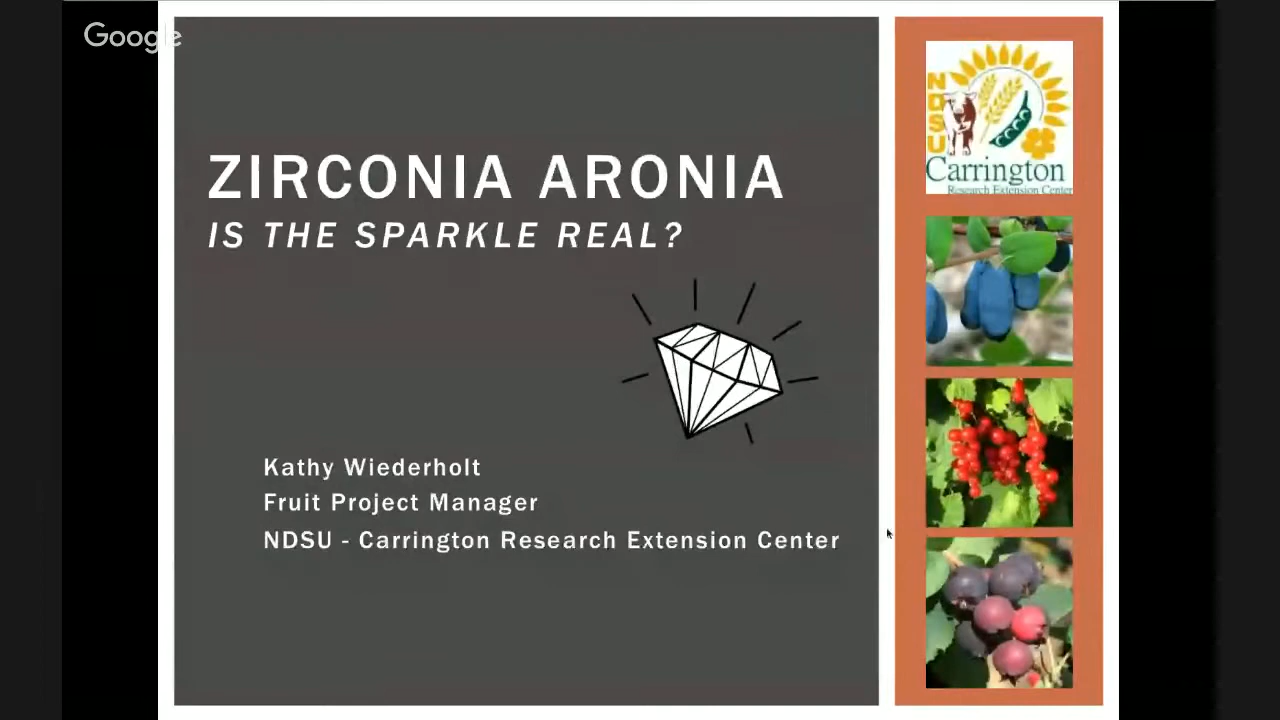 Google
ZIRCONIA ARONIA
IS THE SPARKLE REAL?
Kathy Wiederholt
Fruit Project Manager
NDSU - Carrington Research Extension Center
NDSU
Carrington
Research Extension Center